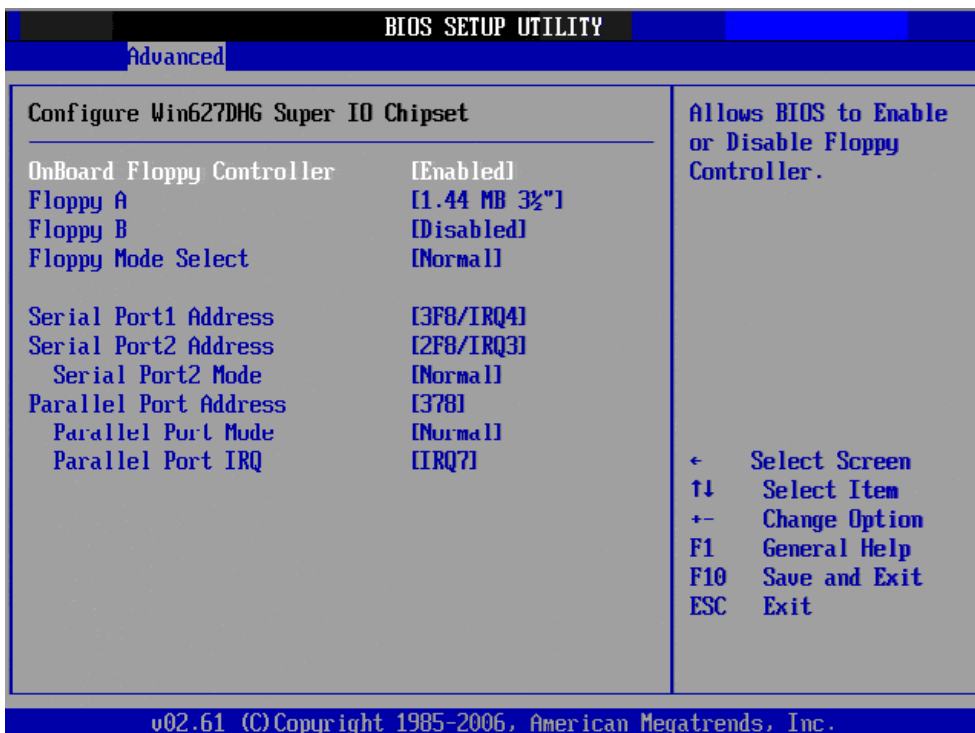 BIOS SETUP UTILITY
Advanced
Configure Win627DHG Super IO Chipset
OnBoard Floppy Controller [Enabled]
Floppy A [1.44 MB 3½"]
Floppy B [Disabled]
Floppy Mode Select [Normal]
Serial Port1 Address [3F8/IRQ4]
Serial Port2 Address [2F8/IRQ3]
Serial Port2 Mode [Normal]
Parallel Port Address [378]
Parallel Port Mode [Normal]
Parallel Port IRQ [IRQ7]
Allows BIOS to Enable
or Disable Floppy
Controller.
← Select Screen
↑↓ Select Item
+- Change Option
F1 General Help
F10 Save and Exit
ESC Exit
v02.61 (C)Copyright 1985-2006, American Megatrends, Inc.